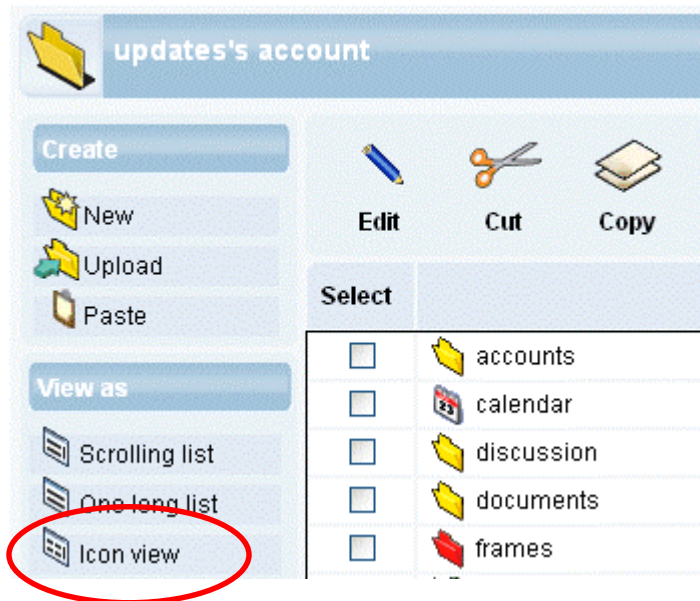 updates's account
Create
New
Upload
Paste
View as
Scrolling list
One long list
Icon view
Edit Cut Copy
Select
accounts
23 calendar
discussion
documents
frames